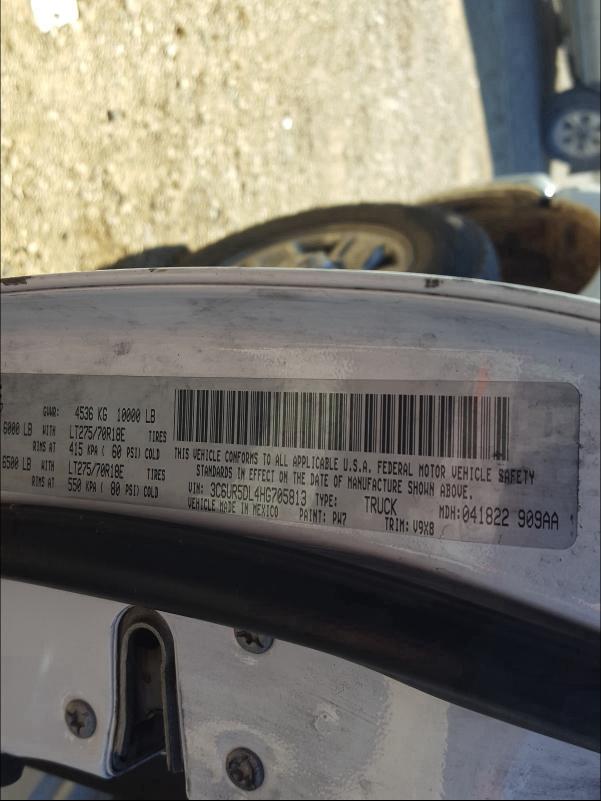 GVWR: 4536 KG 10000 LB
6000 LB WITH LT275/70R18E TIRES
RIMS AT 415 KPA ( 60 PSI) COLD
6500 LB WITH LT275/70R18E TIRES
RIMS AT 550 KPA ( 80 PSI) COLD
THIS VEHICLE CONFORMS TO ALL APPLICABLE U.S.A. FEDERAL MOTOR VEHICLE SAFETY
STANDARDS IN EFFECT ON THE DATE OF MANUFACTURE SHOWN ABOVE.
VIN: 3C6UR5DL4HG705813 TYPE: TRUCK MDH: 041822 909AA
VEHICLE MADE IN MEXICO PAINT: PW7 TRIM: V9X8